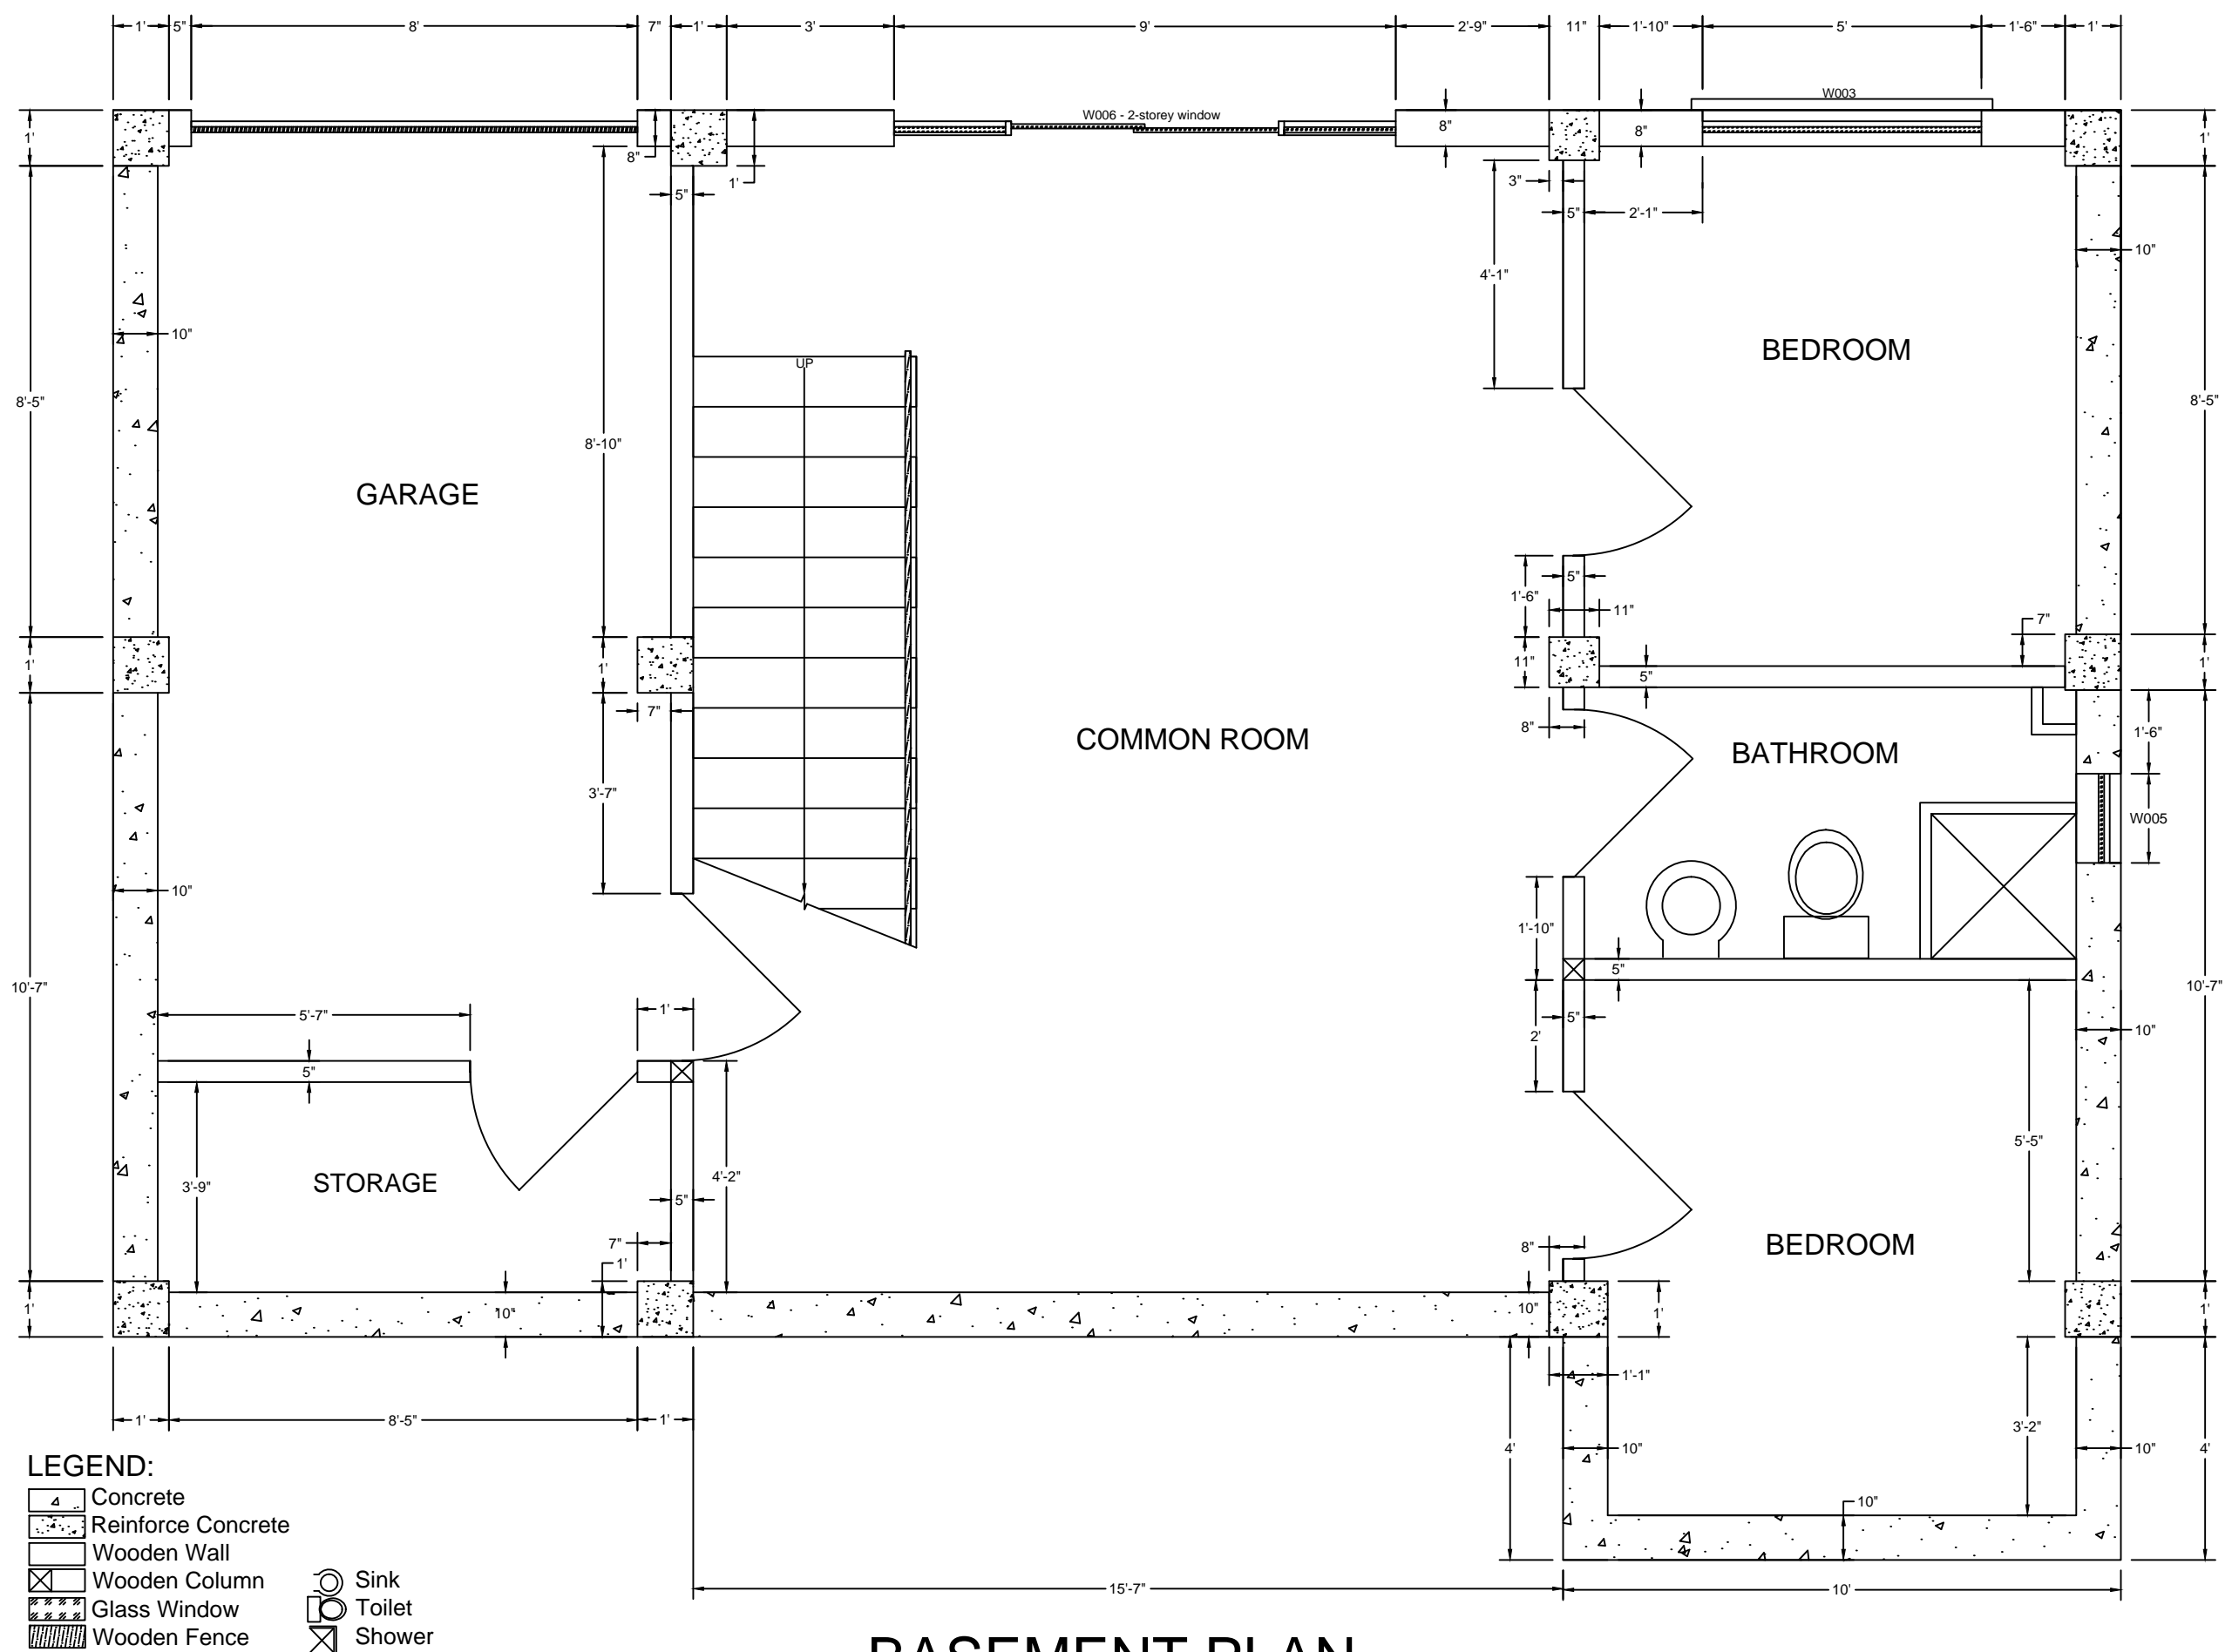 1' 5" 8' 7" 1' 3' 9' 2'-9" 11" 1'-10" 5' 1'-6" 1'
W003
W006 - 2-storey window
1' 8" 8" 1'
8"
1'
5" 3"
5" 2'-1"
10"
4'-1"
10"
BEDROOM
UP
8'-5" 8'-5"
8'-10"
GARAGE
5"
1'-6"
11"
7"
1' 1' 11" 1'
5"
7" 8" 1'-6"
COMMON ROOM
BATHROOM
3'-7"
W005
10"
1'-10"
5"
10'-7" 10'-7"
5'-7" 1' 5"
10"
2'
5"
5'-5"
4'-2"
STORAGE
3'-9"
5"
7" 8"
BEDROOM
1'
1' 10" 10" 1' 1'
1'-1"
1' 8'-5" 1'
3'-2"
4' 10" 10" 4'
10"
15'-7" 10'
LEGEND:
Concrete
Reinforce Concrete
Wooden Wall
Wooden Column
Glass Window
Wooden Fence
Sink
Toilet
Shower
BASEMENT PLAN